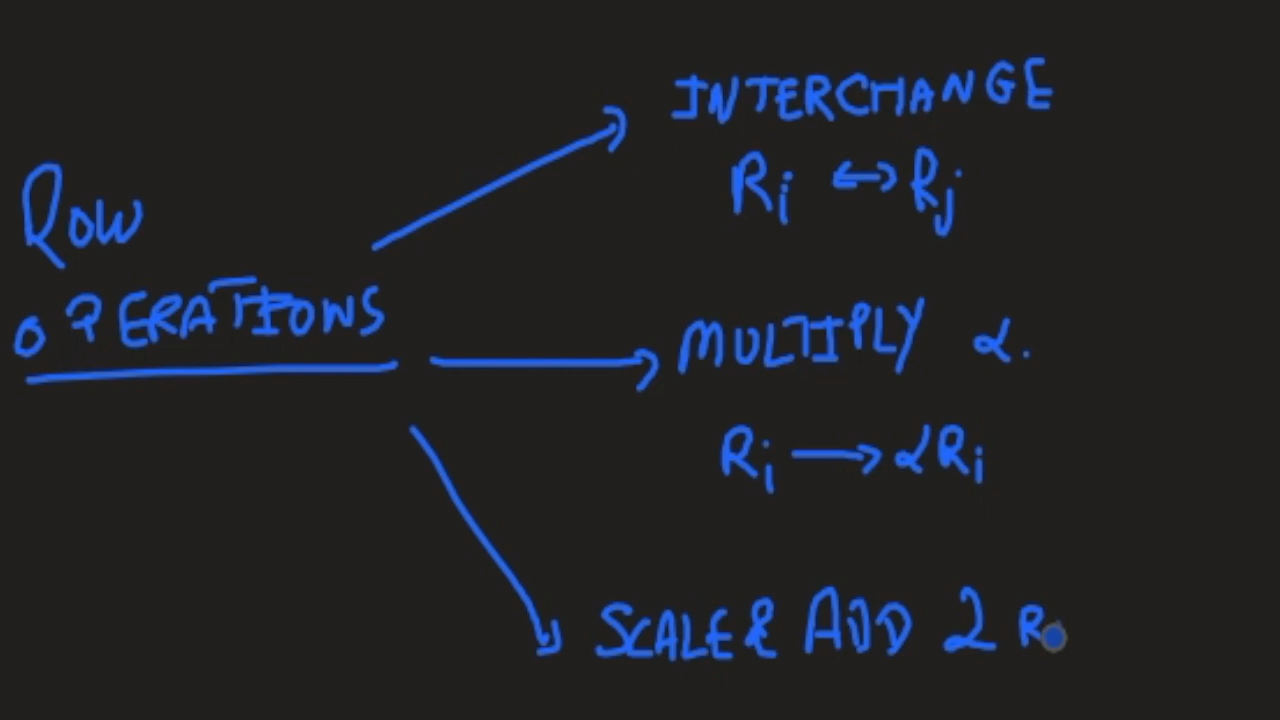 ROW
OPERATIONS
INTERCHANGE
Ri ↔ Rj
MULTIPLY α.
Ri → αRi
SCALE & ADD 2 R